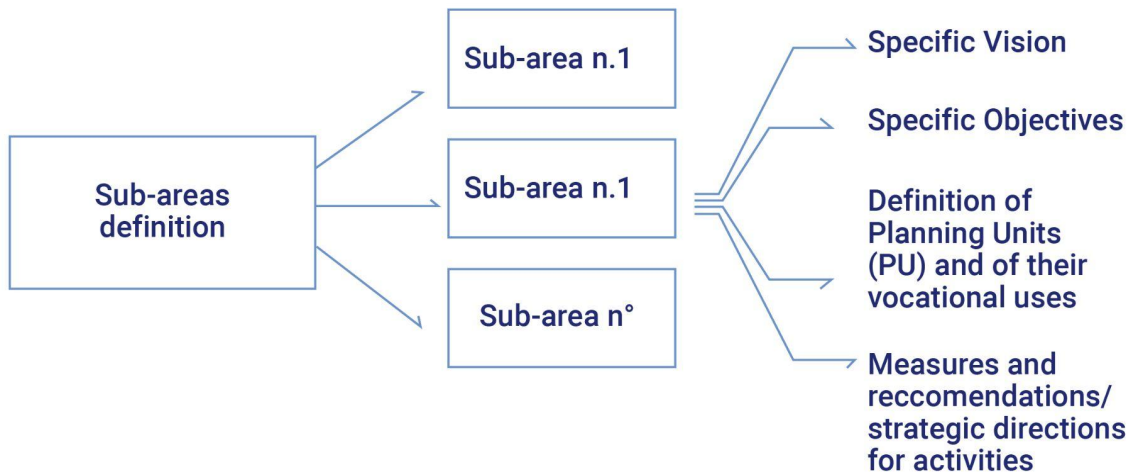 Sub-areas
definition
Sub-area n.1
Sub-area n.1
Sub-area n°
Specific Vision
Specific Objectives
Definition of
Planning Units
(PU) and of their
vocational uses
Measures and
reccomendations/
strategic directions
for activities